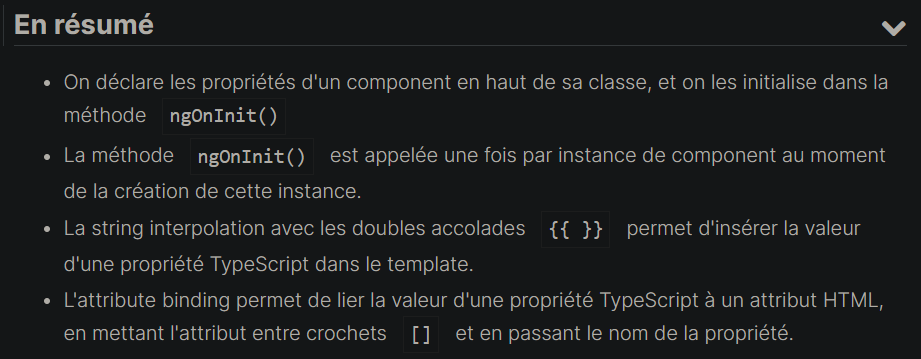 En résumé
• On déclare les propriétés d'un component en haut de sa classe, et on les initialise dans la
méthode ngOnInit()
• La méthode ngOnInit() est appelée une fois par instance de component au moment
de la création de cette instance.
• La string interpolation avec les doubles accolades {{ }} permet d'insérer la valeur
d'une propriété TypeScript dans le template.
• L'attribute binding permet de lier la valeur d'une propriété TypeScript à un attribut HTML,
en mettant l'attribut entre crochets [] et en passant le nom de la propriété.